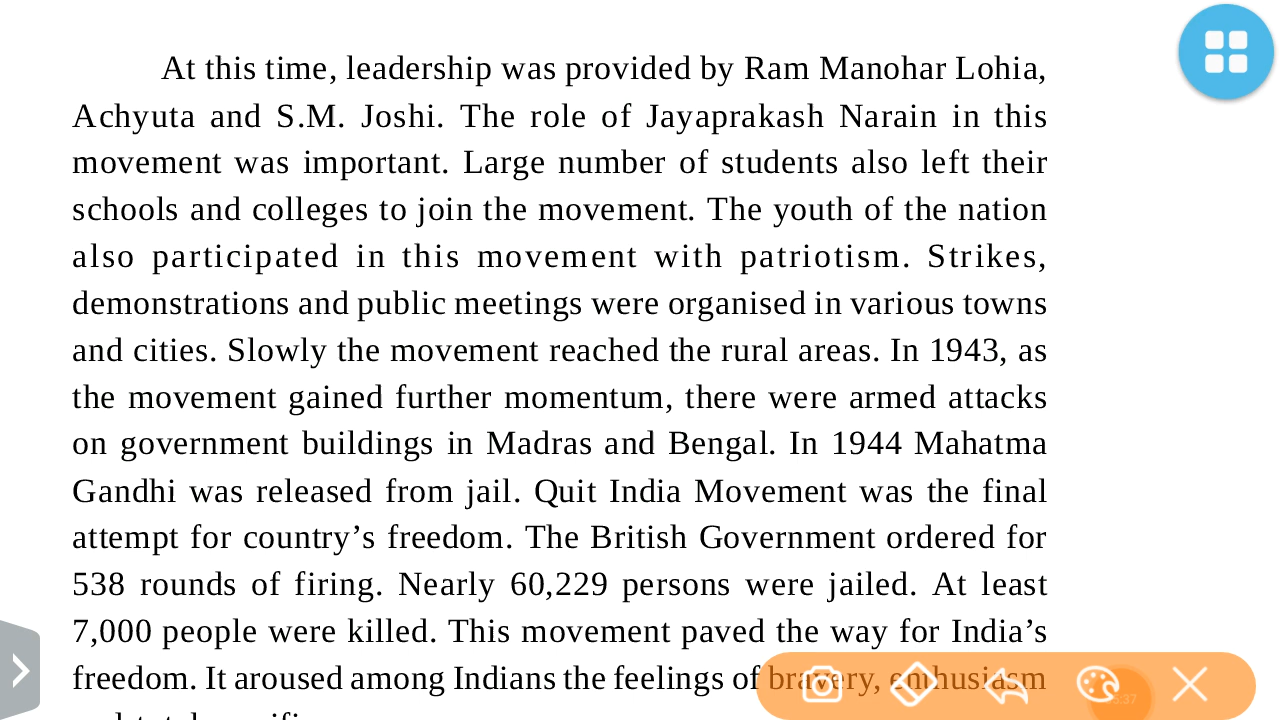 At this time, leadership was provided by Ram Manohar Lohia,
Achyuta and S.M. Joshi. The role of Jayaprakash Narain in this
movement was important. Large number of students also left their
schools and colleges to join the movement. The youth of the nation
also participated in this movement with patriotism. Strikes,
demonstrations and public meetings were organised in various towns
and cities. Slowly the movement reached the rural areas. In 1943, as
the movement gained further momentum, there were armed attacks
on government buildings in Madras and Bengal. In 1944 Mahatma
Gandhi was released from jail. Quit India Movement was the final
attempt for country’s freedom. The British Government ordered for
538 rounds of firing. Nearly 60,229 persons were jailed. At least
7,000 people were killed. This movement paved the way for India’s
freedom. It aroused among Indians the feelings of bravery, enthusiasm